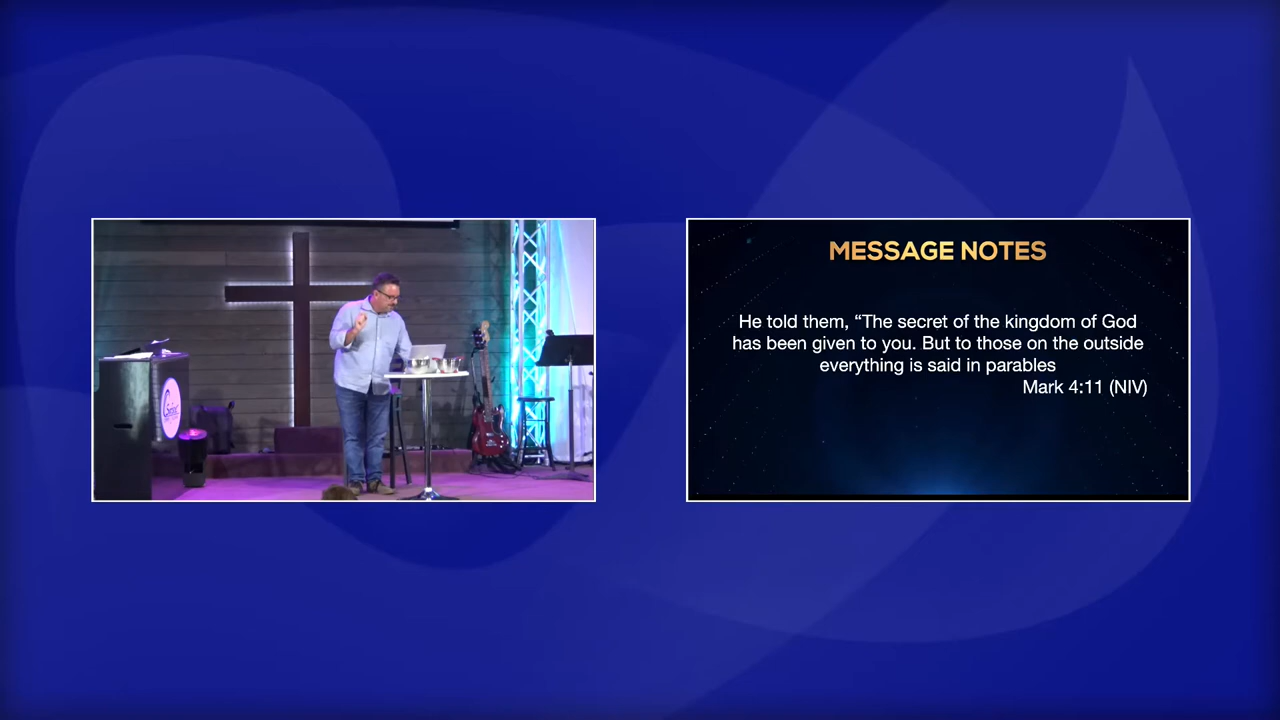 MESSAGE NOTES
He told them, “The secret of the kingdom of God
has been given to you. But to those on the outside
everything is said in parables
Mark 4:11 (NIV)